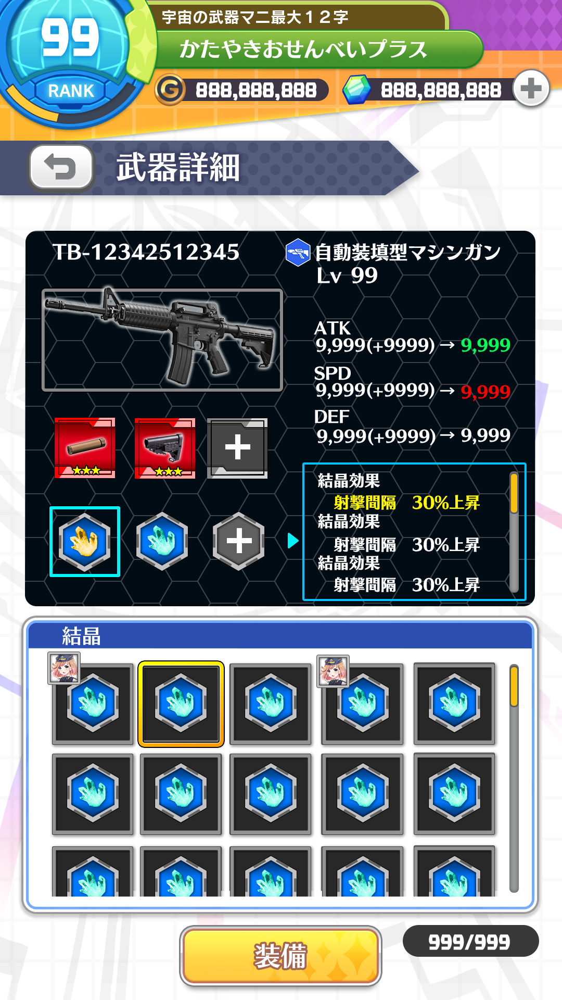 宇宙の武器マニ最大１２字
99
かたやきおせんべいプラス
RANK
G 888,888,888 888,888,888
武器詳細
TB-12342512345
自動装填型マシンガン
Lv 99
ATK
9,999(+9999)→ 9,999
SPD
9,999(+9999)→ 9,999
DEF
9,999(+9999)→ 9,999
結晶効果
射撃間隔　30%上昇
結晶効果
射撃間隔　30%上昇
結晶効果
射撃間隔　30%上昇
結晶
999/999
装備